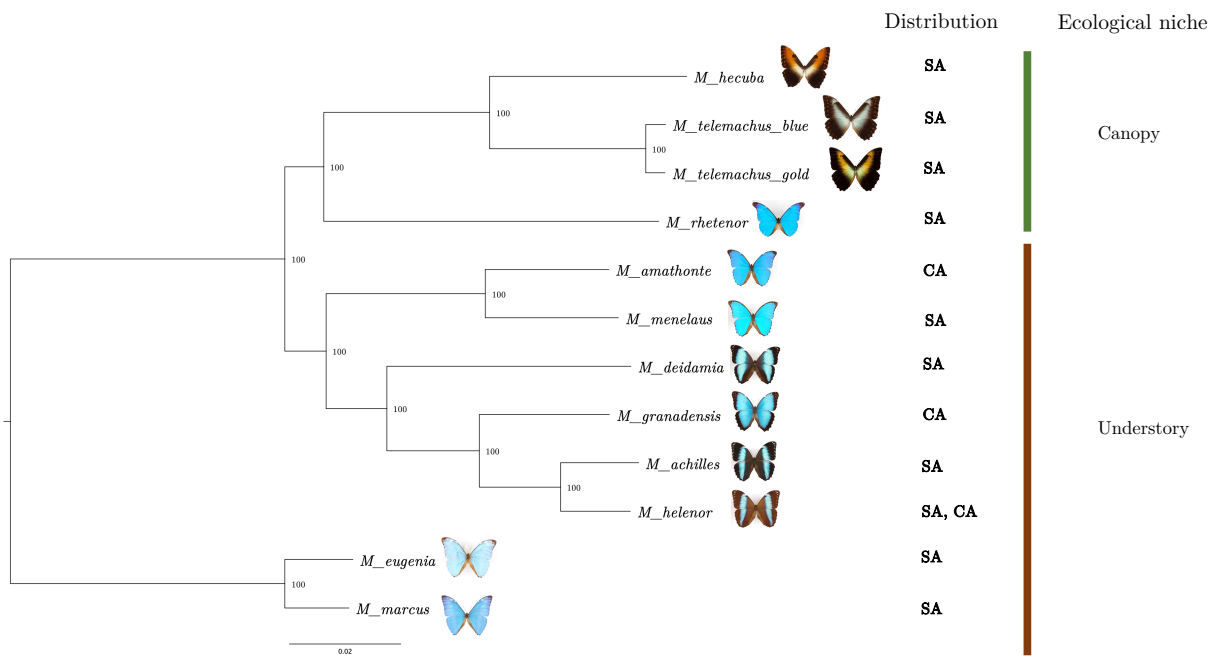 Distribution Ecological niche
M_hecuba SA
100
M_telemachus_blue SA
Canopy
100
100
M_telemachus_gold SA
M_rhetenor SA
100
M_amathonte CA
100
M_menelaus SA
100
M_deidamia SA
100
M_granadensis CA
Understory
100
M_achilles SA
100
M_helenor SA, CA
M_eugenia SA
100
M_marcus SA
0.02